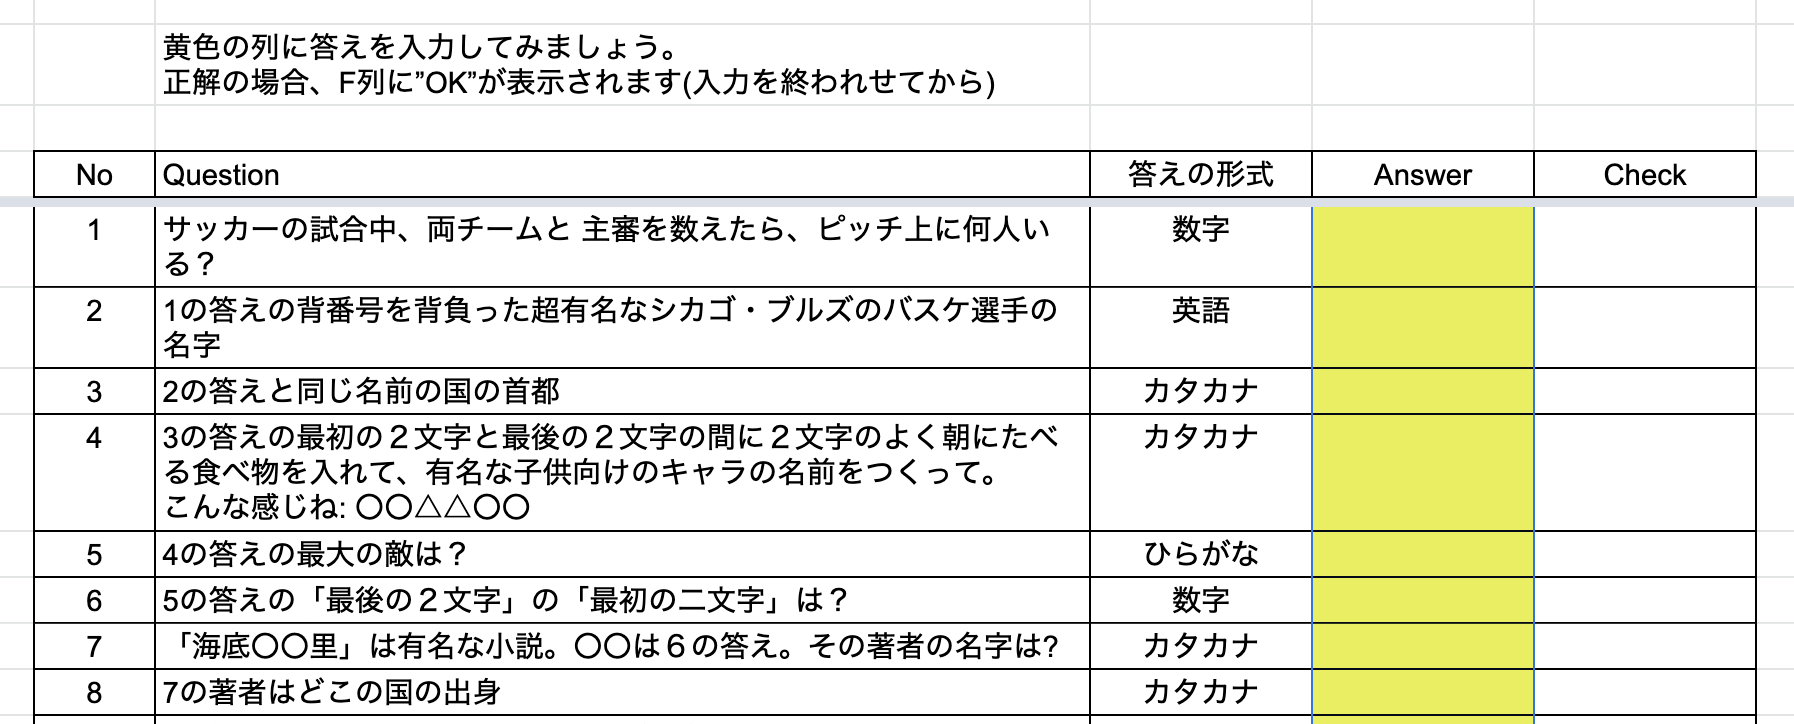 黄色の列に答えを入力してみましょう。
正解の場合、F列に”OK”が表示されます(入力を終われせてから)
No Question 答えの形式 Answer Check
1 サッカーの試合中、両チームと 主審を数えたら、ピッチ上に何人い 数字
る？
2 1の答えの背番号を背負った超有名なシカゴ・ブルズのバスケ選手の 英語
名字
3 2の答えと同じ名前の国の首都 カタカナ
4 3の答えの最初の２文字と最後の２文字の間に２文字のよく朝にたべ カタカナ
る食べ物を入れて、有名な子供向けのキャラの名前をつくって。
こんな感じね: 〇〇△△〇〇
5 4の答えの最大の敵は？ ひらがな
6 5の答えの「最後の２文字」の「最初の二文字」は？ 数字
7 「海底〇〇里」は有名な小説。〇〇は６の答え。その著者の名字は? カタカナ
8 7の著者はどこの国の出身 カタカナ